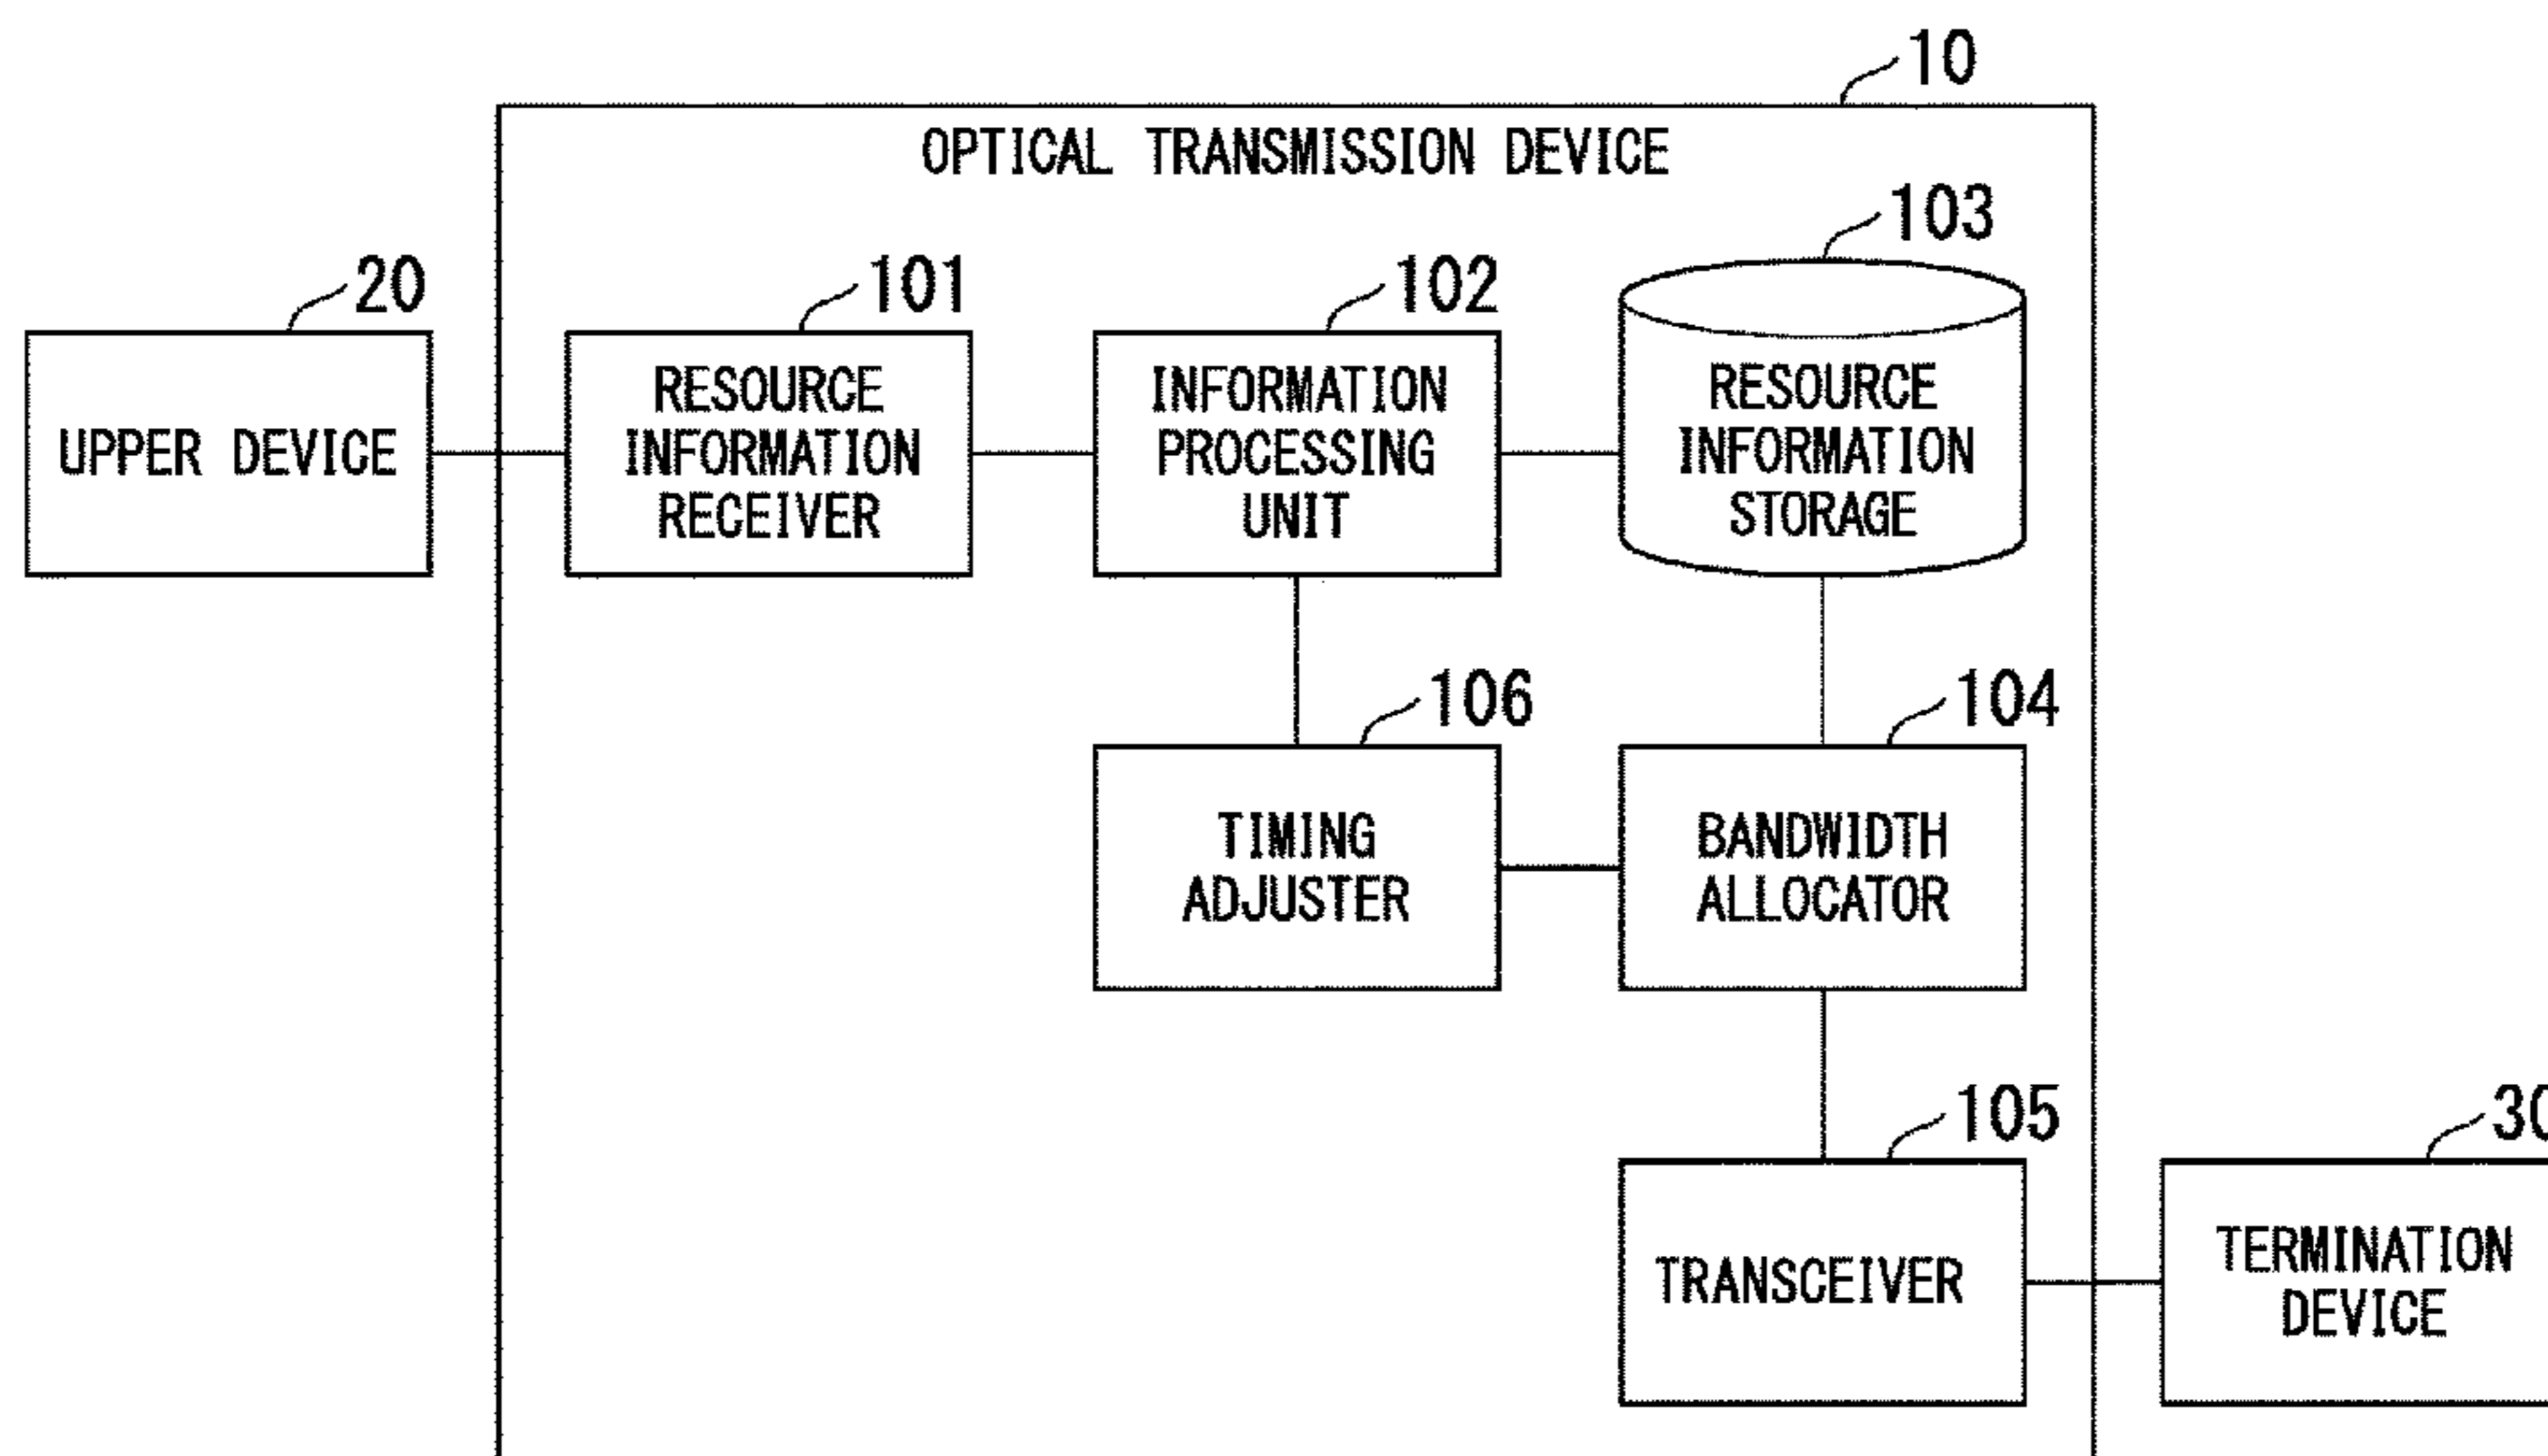 10
OPTICAL TRANSMISSION DEVICE
103
20
101
102
UPPER DEVICE
RESOURCE
INFORMATION
RECEIVER
INFORMATION
PROCESSING
UNIT
RESOURCE
INFORMATION
STORAGE
106
104
TIMING
ADJUSTER
BANDWIDTH
ALLOCATOR
105
30
TRANSCEIVER
TERMINATION
DEVICE